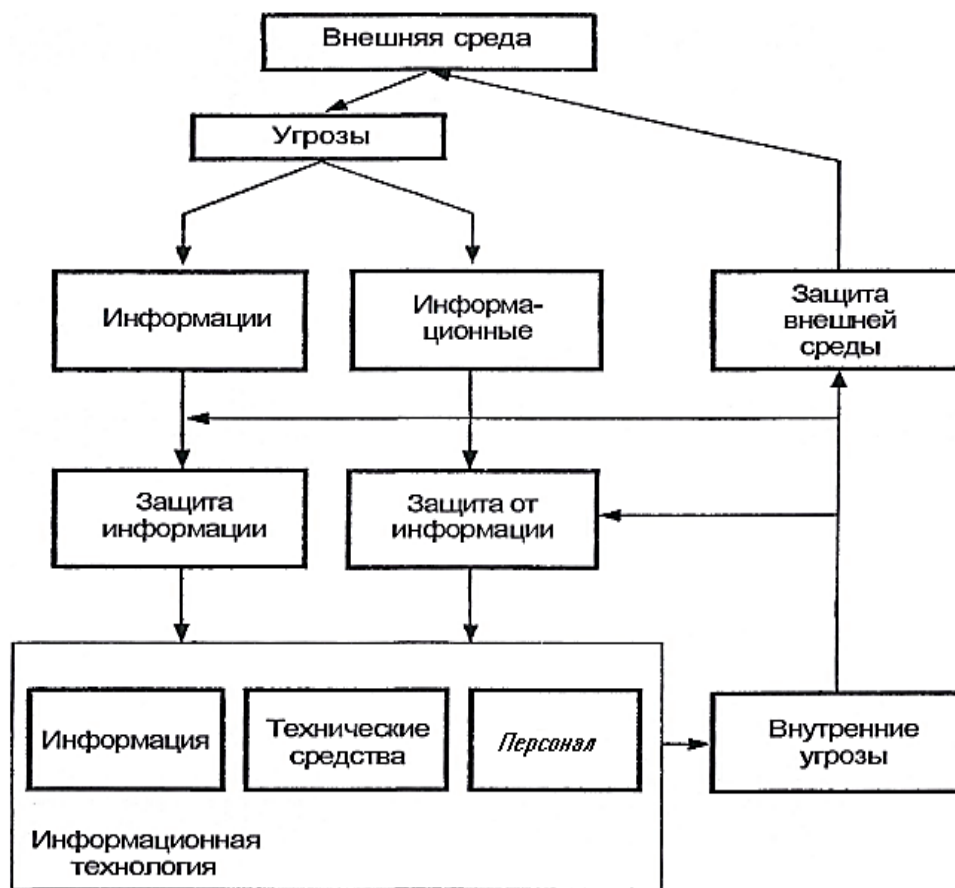 Внешняя среда
Угрозы
Информации
Информа-
ционные
Защита
внешней
среды
Защита
информации
Защита от
информации
Информация
Технические
средства
Персонал
Внутренние
угрозы
Информационная
технология